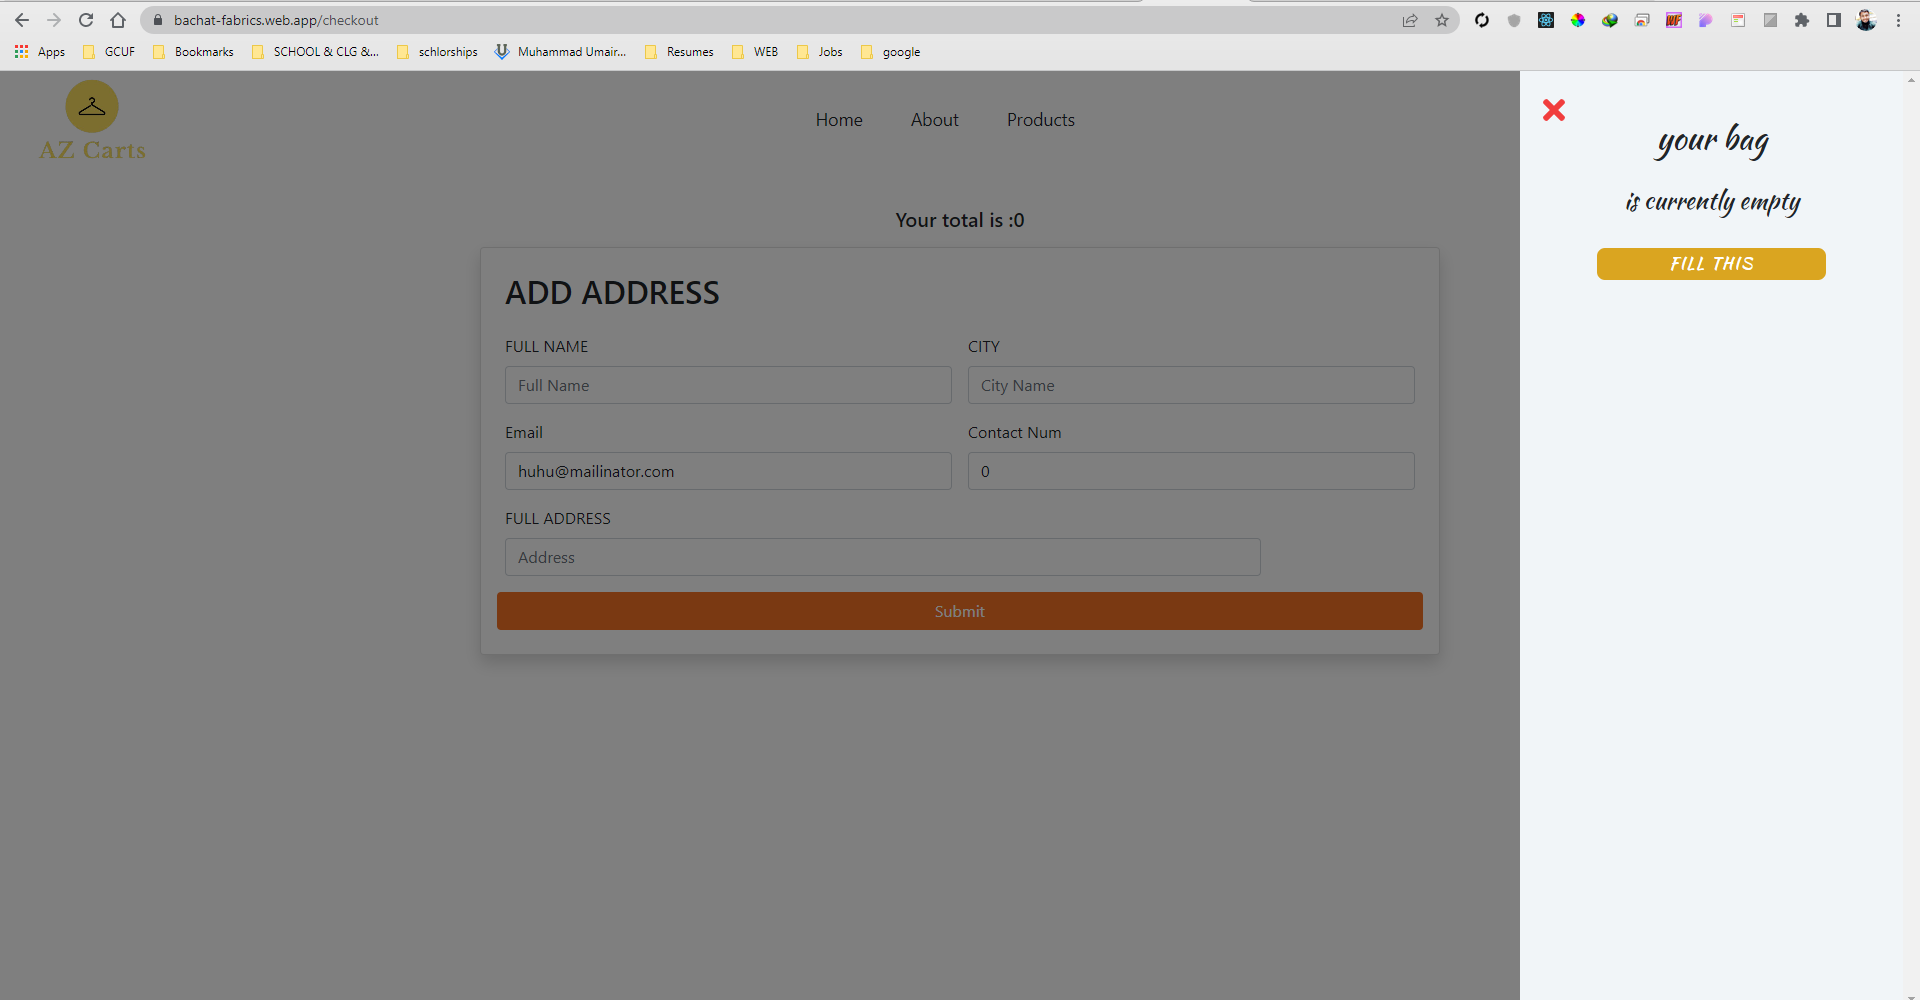 bachat-fabrics.web.app/checkout
Apps
GCUF
Bookmarks
SCHOOL & CLG &...
schlorships
Muhammad Umair...
Resumes
WEB
Jobs
google
AZ Carts
Home
About
Products
Your total is :0
ADD ADDRESS
FULL NAME
CITY
Full Name
City Name
Email
Contact Num
huhu@mailinator.com
0
FULL ADDRESS
Address
Submit
your bag
is currently empty
FILL THIS